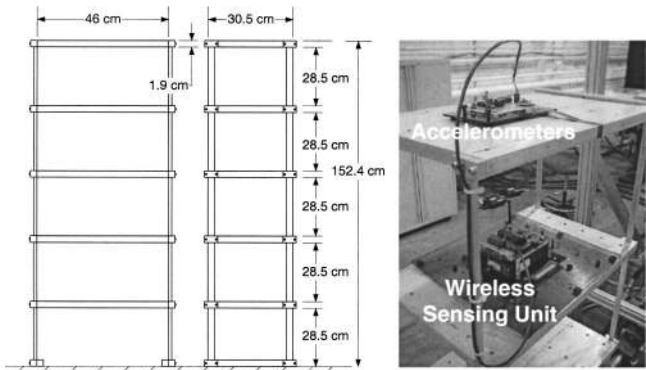 46 cm
30.5 cm
1.9 cm
28.5 cm
28.5 cm
152.4 cm
28.5 cm
28.5 cm
28.5 cm
Accelerometers
Wireless
Sensing Unit